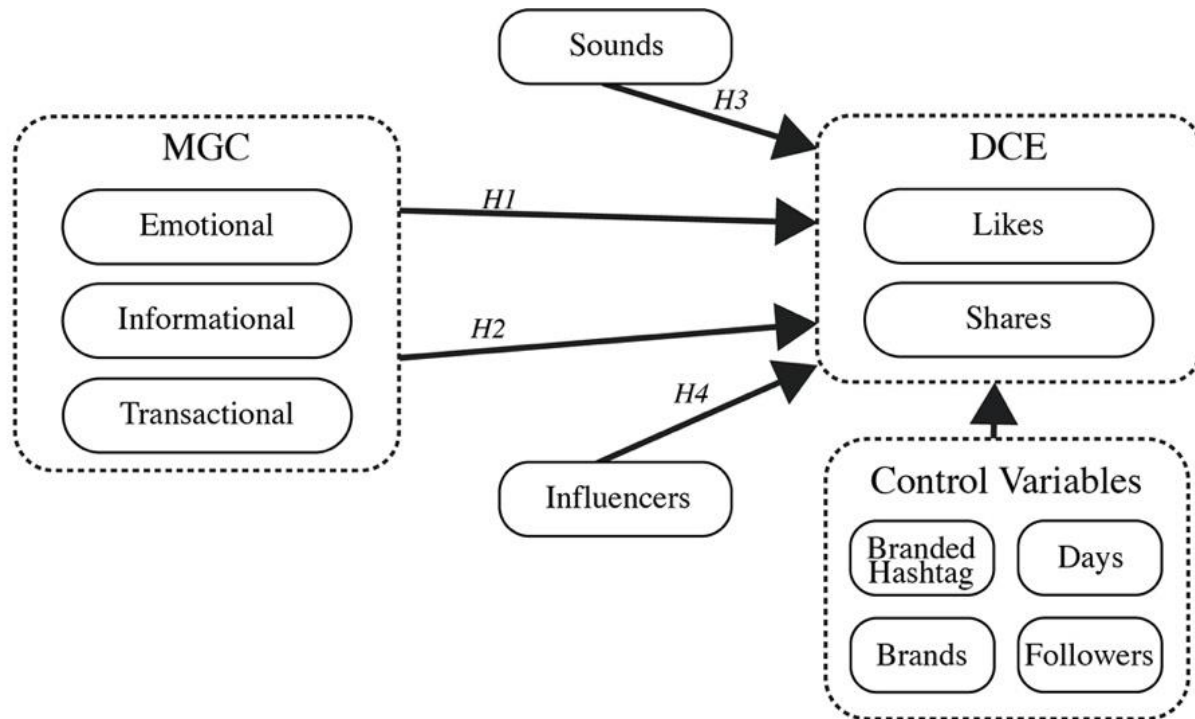 Sounds
H3
MGC
DCE
Emotional
H1
Likes
Informational
H2
Shares
Transactional
H4
Influencers
Control Variables
Branded
Hashtag
Days
Brands
Followers